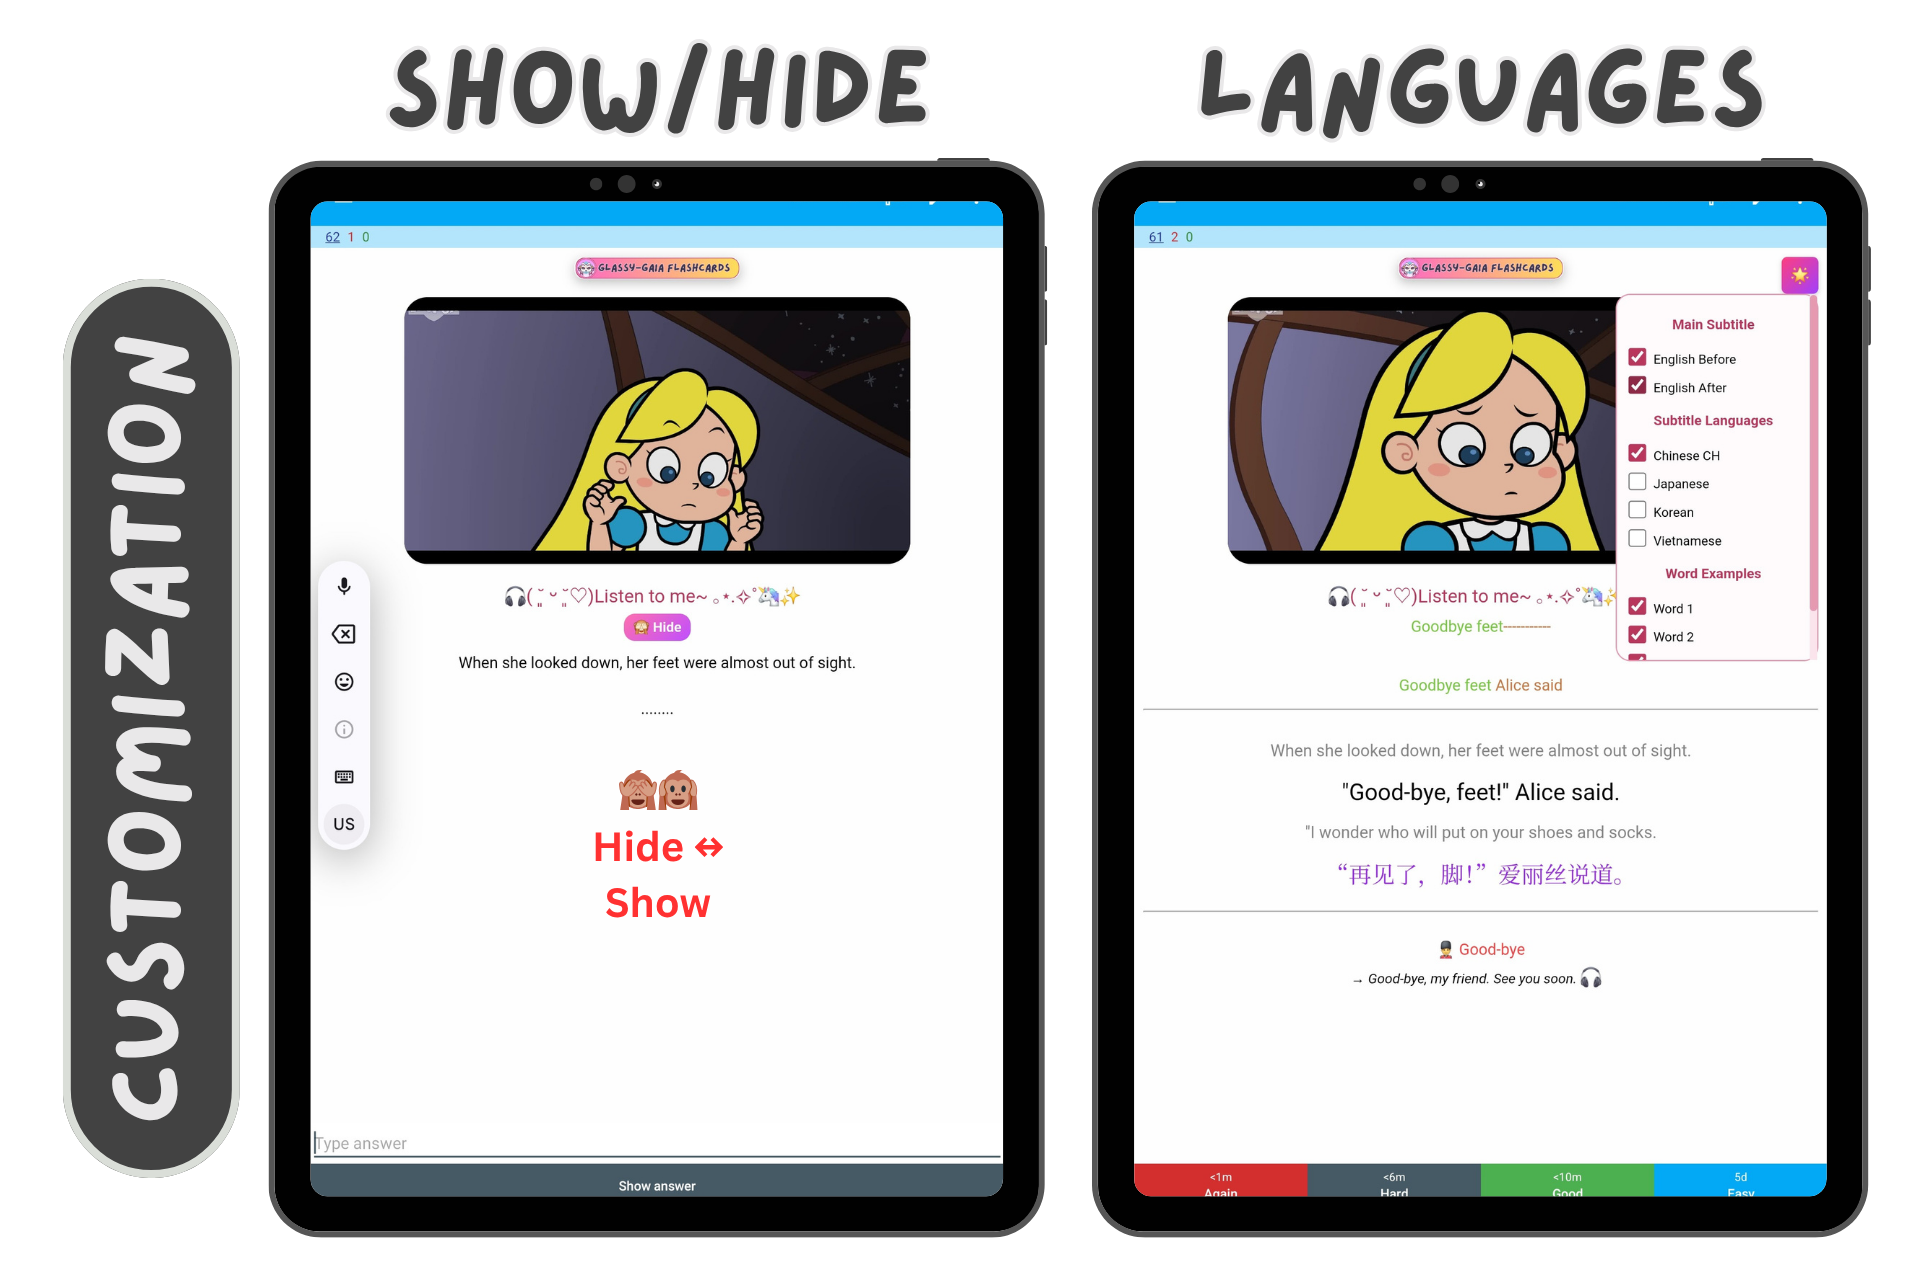 SHOW/HIDE
LANGUAGES
CUSTOMIZATION
62 1 0
GLASSY-GAIA FLASHCARDS
🎧( ˘͈ ᵕ ˘͈♡)Listen to me~ ｡⋆.✧˚🦄✨
🙈 Hide
When she looked down, her feet were almost out of sight.
........
🙈🙉
Hide ↔
Show
US
Type answer
Show answer
61 2 0
GLASSY-GAIA FLASHCARDS
Main Subtitle
English Before
English After
Subtitle Languages
Chinese CH
Japanese
Korean
Vietnamese
Word Examples
Word 1
Word 2
🎧( ˘͈ ᵕ ˘͈♡)Listen to me~ ｡⋆.✧˚🦄✨
Goodbye feet-----------
Goodbye feet Alice said
When she looked down, her feet were almost out of sight.
"Good-bye, feet!" Alice said.
"I wonder who will put on your shoes and socks.
“再见了，脚！”爱丽丝说道。
Good-bye
→ Good-bye, my friend. See you soon. 🎧
<1m
Again
<6m
Hard
<10m
Good
5d
Easy